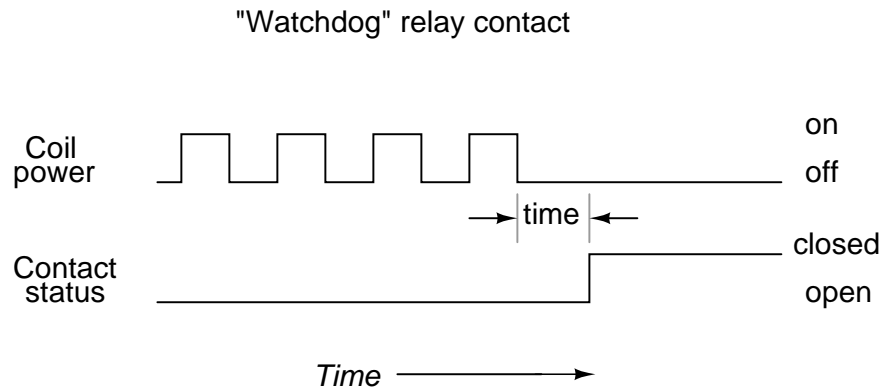 "Watchdog" relay contact
Coil
power
on
off
time
Contact
status
closed
open
Time